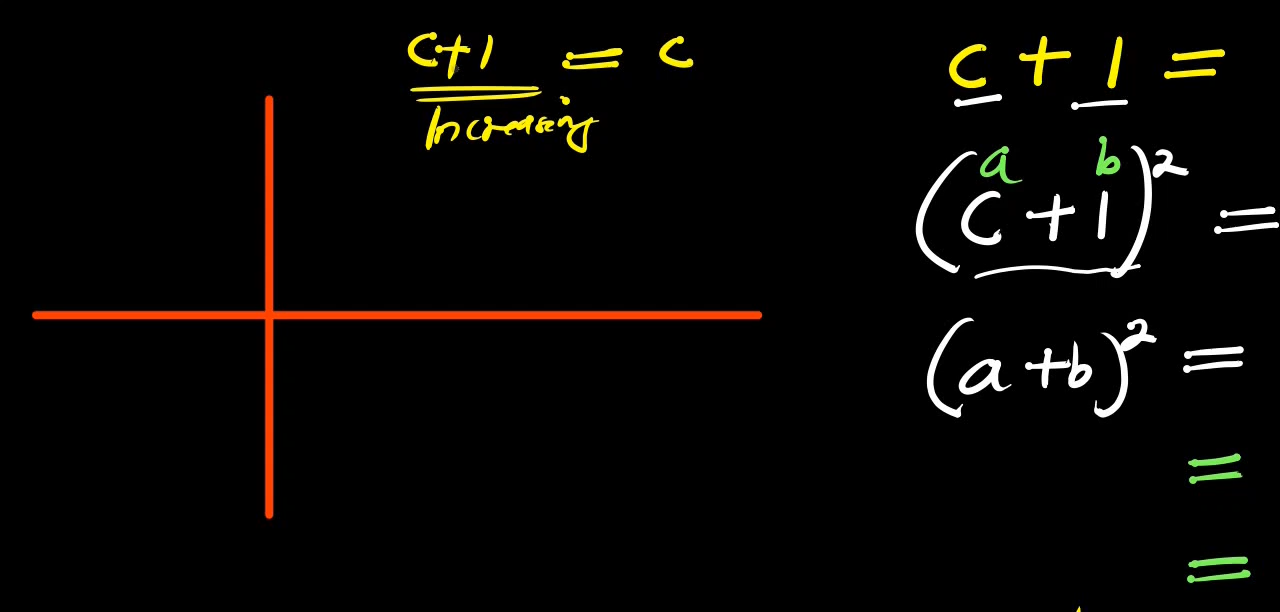 c+1 = c
Increasing
c + 1 =
a b
(c + 1)² =
(a+b)² =
=
=